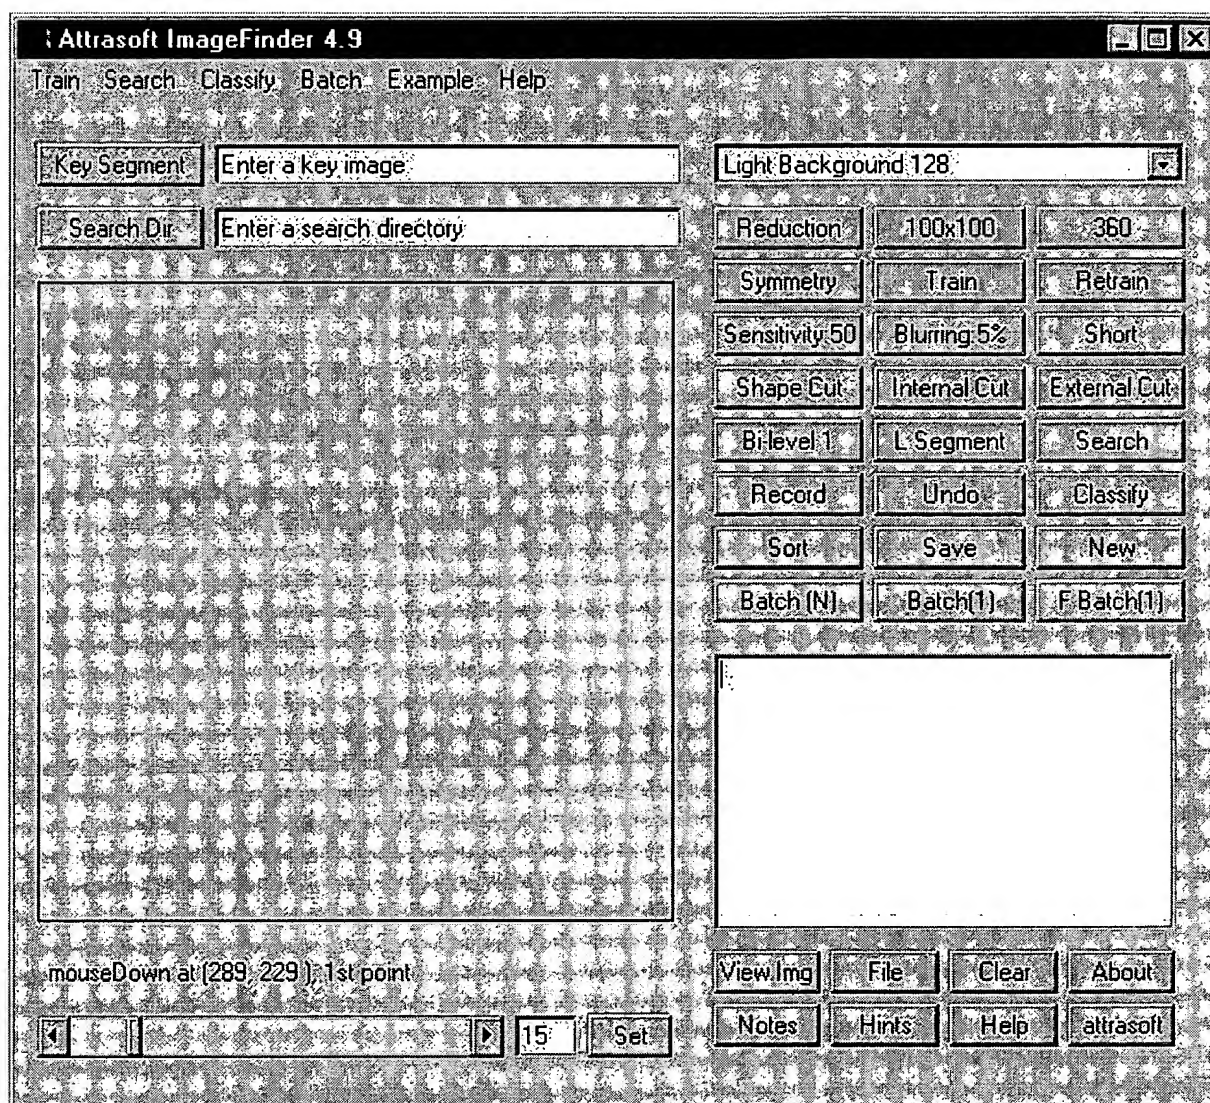 Attrasoft ImageFinder 4.9
Train Search Classify Batch Example Help
Key Segment Enter a key image Light Background 128
Search Dir. Enter a search directory Reduction 100x100 360
Symmetry Train Retrain
Sensitivity 50 Blurring 5% Short
Shape Cut Internal Cut External Cut
Bi-level 1 L Segment Search
Record Undo Classify
Sort Save New
Batch (N) Batch(1) F Batch(1)
mouseDown at (289, 229 ), 1st point View Img File Clear About
15 Set Notes Hints Help attrasoft